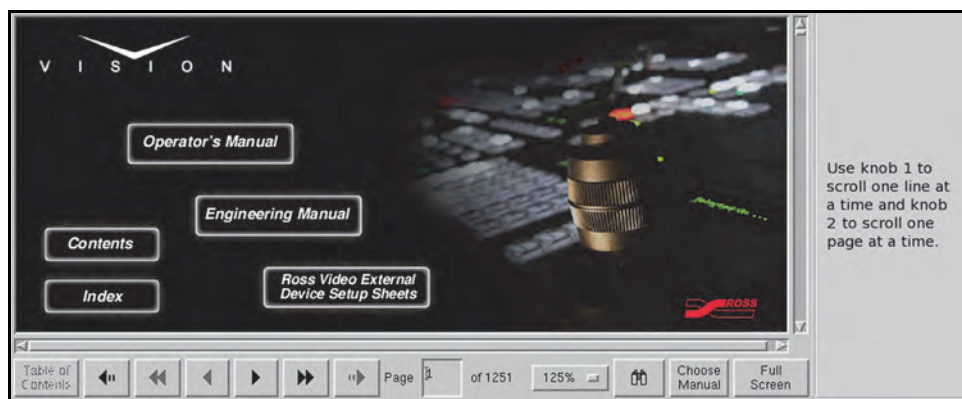 VISION
Operator's Manual
Engineering Manual
Contents
Index
Ross Video External
Device Setup Sheets
ROSS
Use knob 1 to
scroll one line at
a time and knob
2 to scroll one
page at a time.
Table of
Contents
Page 1 of 1251
125%
Choose
Manual
Full
Screen